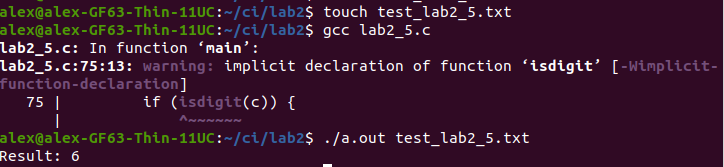 alex@alex-GF63-Thin-11UC:~/ci/lab2$ touch test_lab2_5.txt
alex@alex-GF63-Thin-11UC:~/ci/lab2$ gcc lab2_5.c
lab2_5.c: In function ‘main’:
lab2_5.c:75:13: warning: implicit declaration of function ‘isdigit’ [-Wimplicit-
function-declaration]
   75 |         if (isdigit(c)) {
      |             ^~~~~~~
alex@alex-GF63-Thin-11UC:~/ci/lab2$ ./a.out test_lab2_5.txt
Result: 6